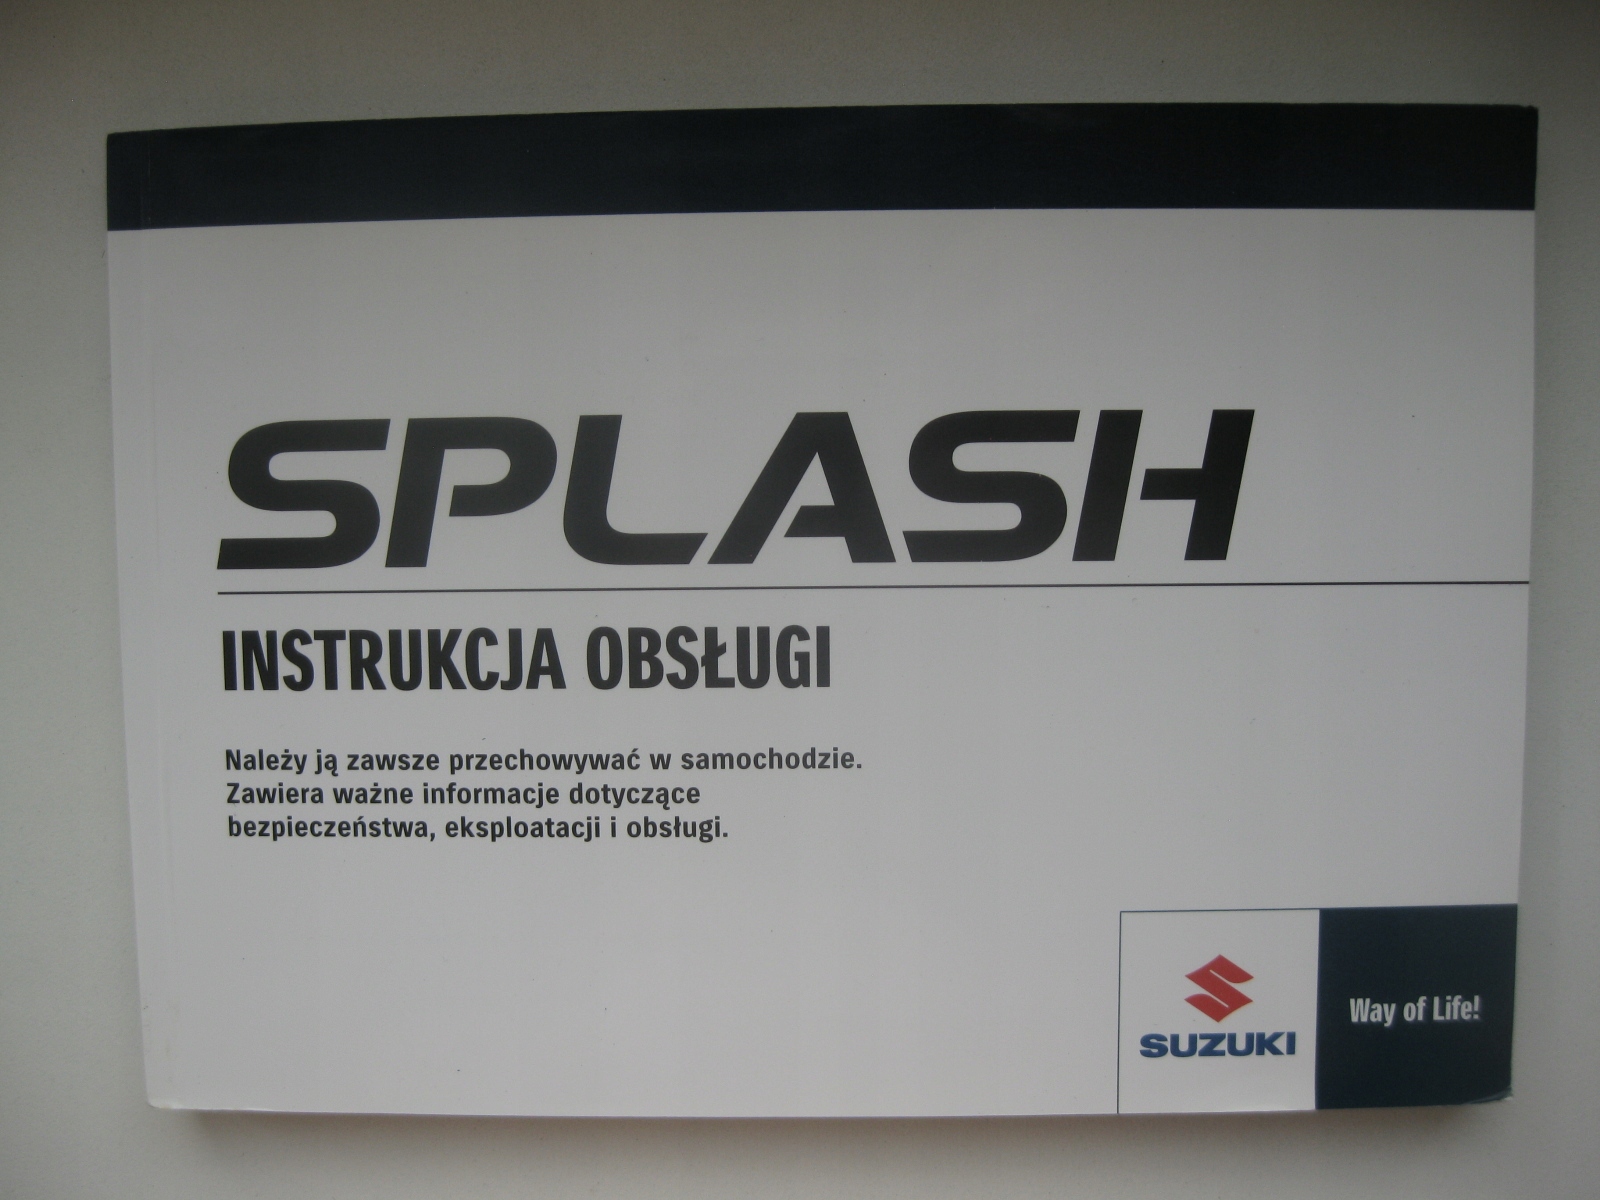 SPLASH
INSTRUKCJA OBSŁUGI
Należy ją zawsze przechowywać w samochodzie.
Zawiera ważne informacje dotyczące
bezpieczeństwa, eksploatacji i obsługi.
SUZUKI
Way of Life!